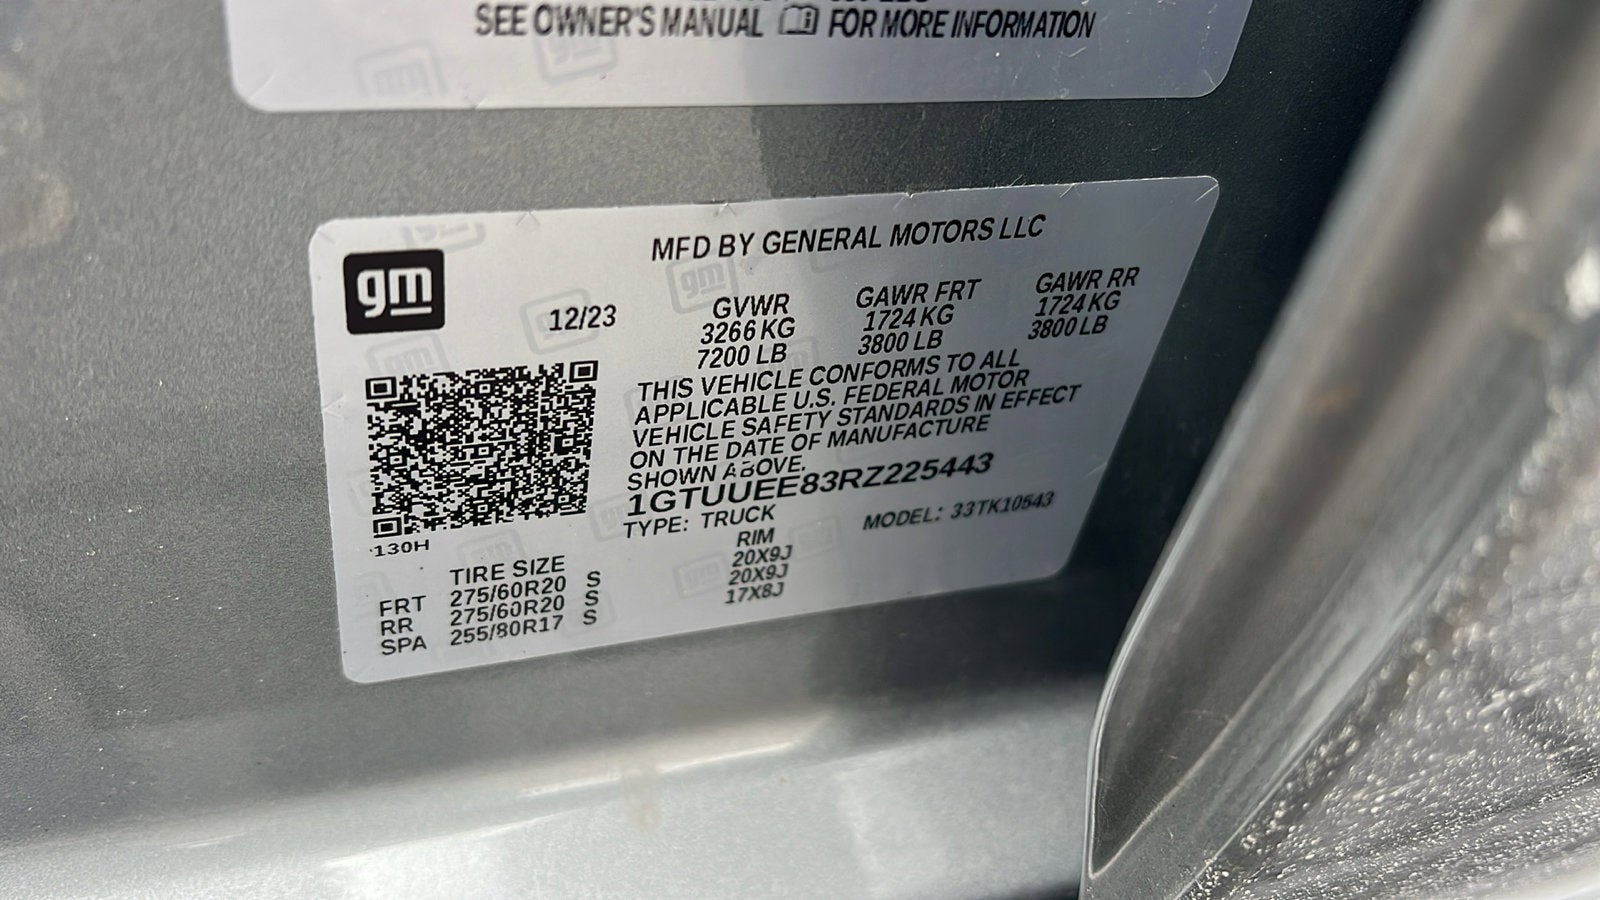 SEE OWNER'S MANUAL FOR MORE INFORMATION
gm
MFD BY GENERAL MOTORS LLC
12/23
GVWR GAWR FRT GAWR RR
3266 KG 1724 KG 1724 KG
7200 LB 3800 LB 3800 LB
THIS VEHICLE CONFORMS TO ALL
APPLICABLE U.S. FEDERAL MOTOR
VEHICLE SAFETY STANDARDS IN EFFECT
ON THE DATE OF MANUFACTURE
SHOWN ABOVE.
1GTUUEE83RZ225443
TYPE: TRUCK MODEL: 33TK10543
130H
TIRE SIZE RIM
FRT 275/60R20 S 20X9J
RR 275/60R20 S 20X9J
SPA 255/80R17 S 17X8J